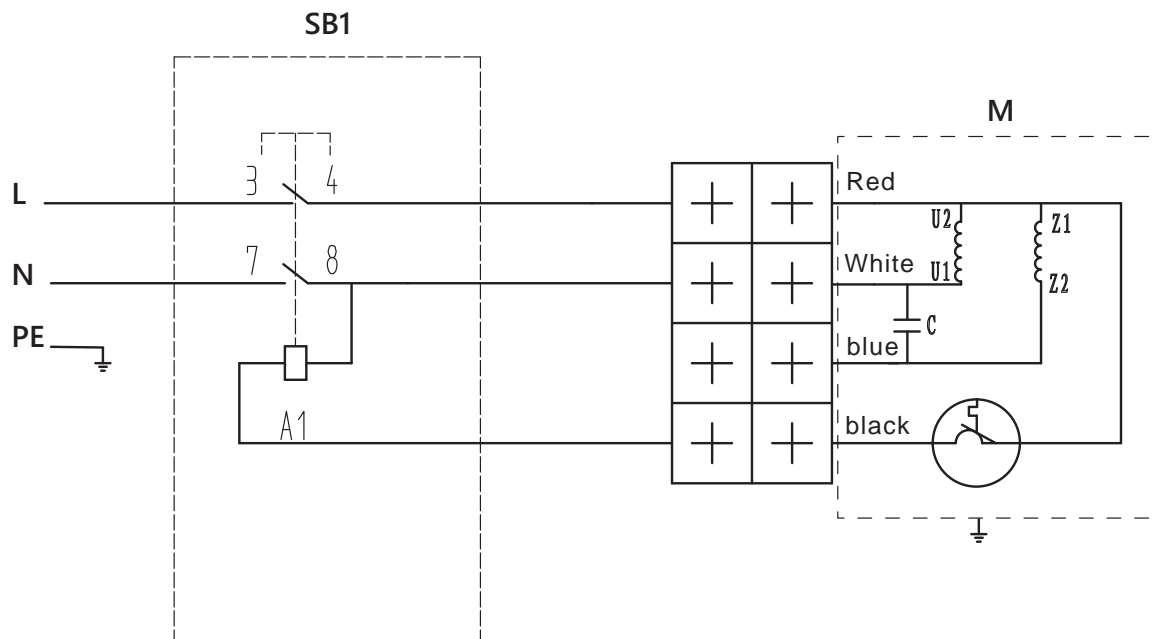 SB1
M
3 4
L
Red
U2 Z1
7 8
N
White
U1 Z2
PE
C
blue
A1
black